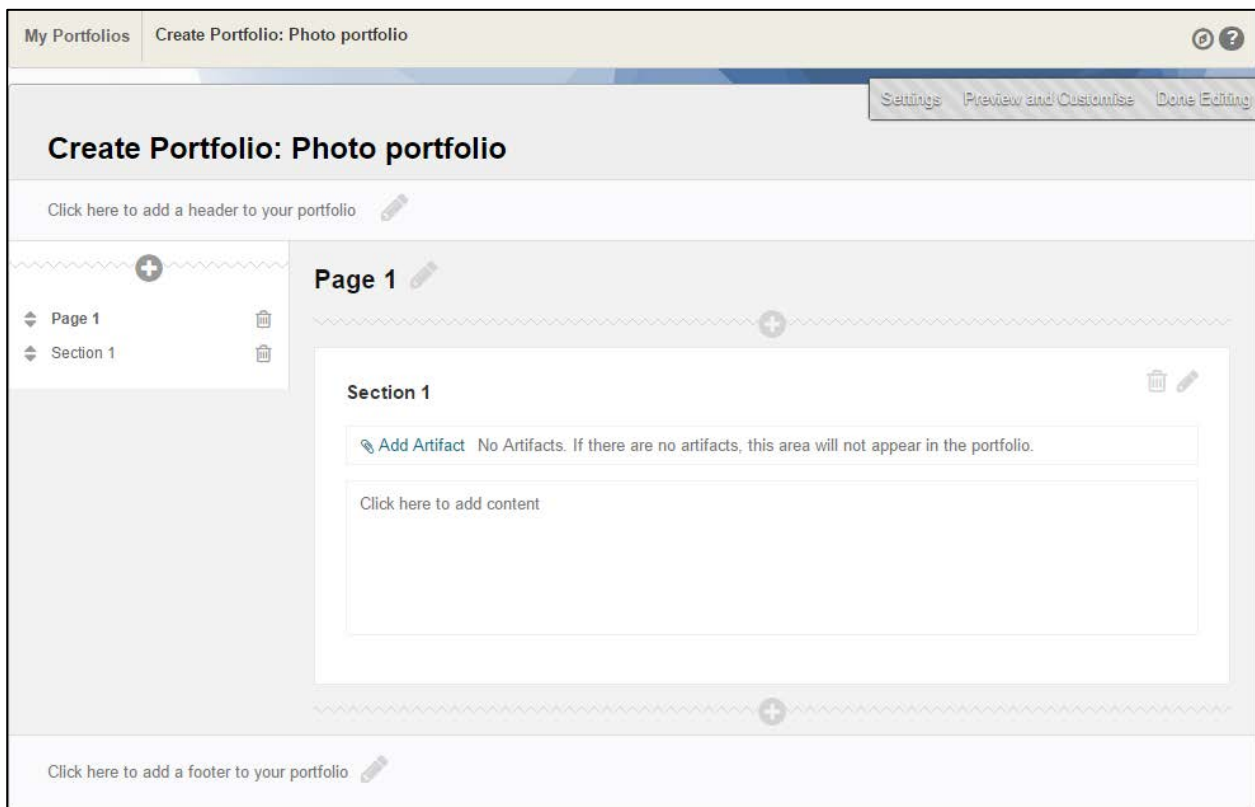 My Portfolios
Create Portfolio: Photo portfolio
?
Settings Preview and Customise Done Editing
Create Portfolio: Photo portfolio
Click here to add a header to your portfolio
Page 1
Section 1
Page 1
Section 1
Add Artifact No Artifacts. If there are no artifacts, this area will not appear in the portfolio.
Click here to add content
Click here to add a footer to your portfolio